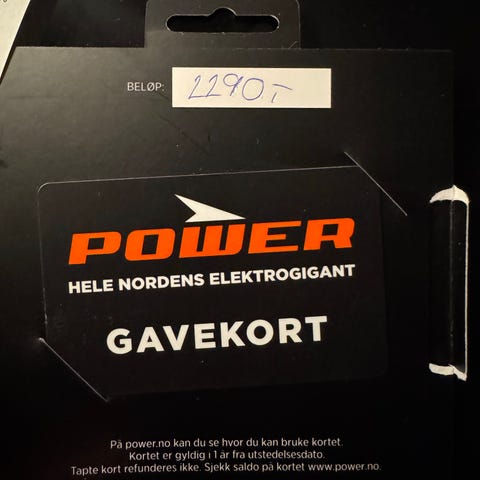 BELØP: 2290,-
POWER
HELE NORDENS ELEKTROGIGANT
GAVEKORT
På power.no kan du se hvor du kan bruke kortet.
Kortet er gyldig i 1 år fra utstedelsesdato.
Tapte kort refunderes ikke. Sjekk saldo på kortet www.power.no.